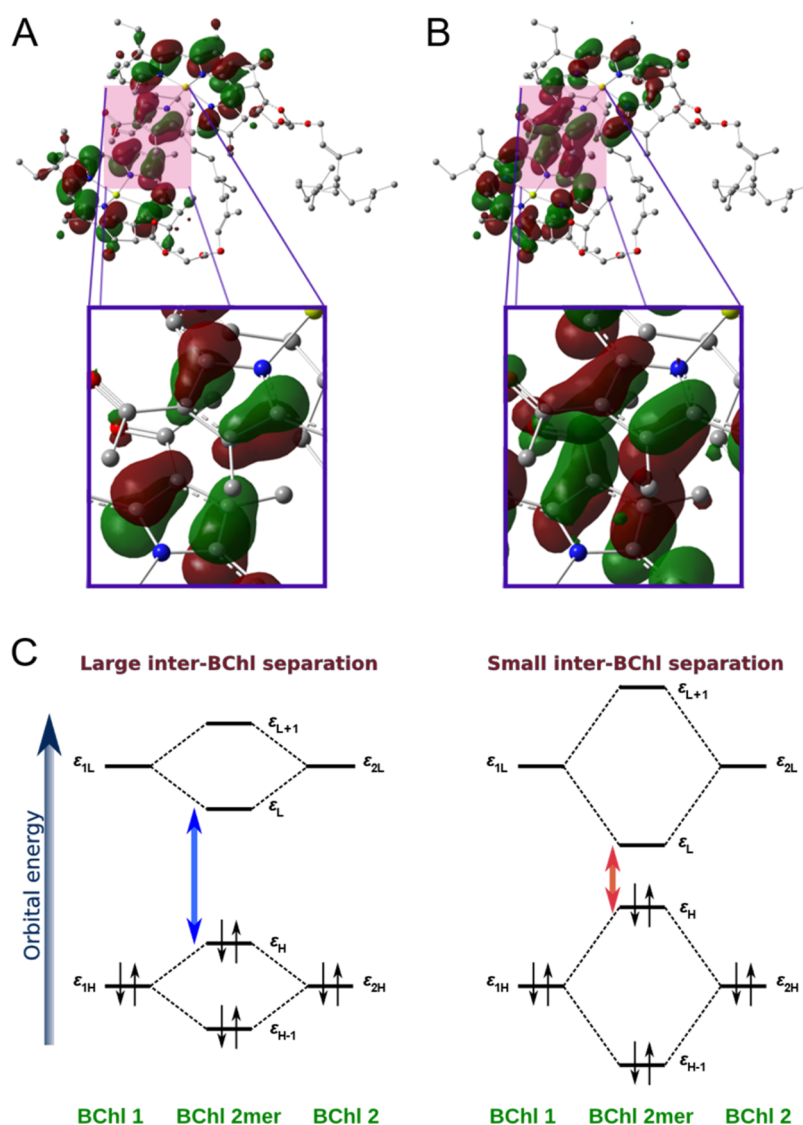 A
B
C
Large inter-BChl separation
Small inter-BChl separation
Orbital energy
ε1L
εL+1
ε2L
εL
εH
ε1H
ε2H
εH-1
BChl 1
BChl 2mer
BChl 2
εL+1
ε1L
ε2L
εL
εH
ε1H
ε2H
εH-1
BChl 1
BChl 2mer
BChl 2